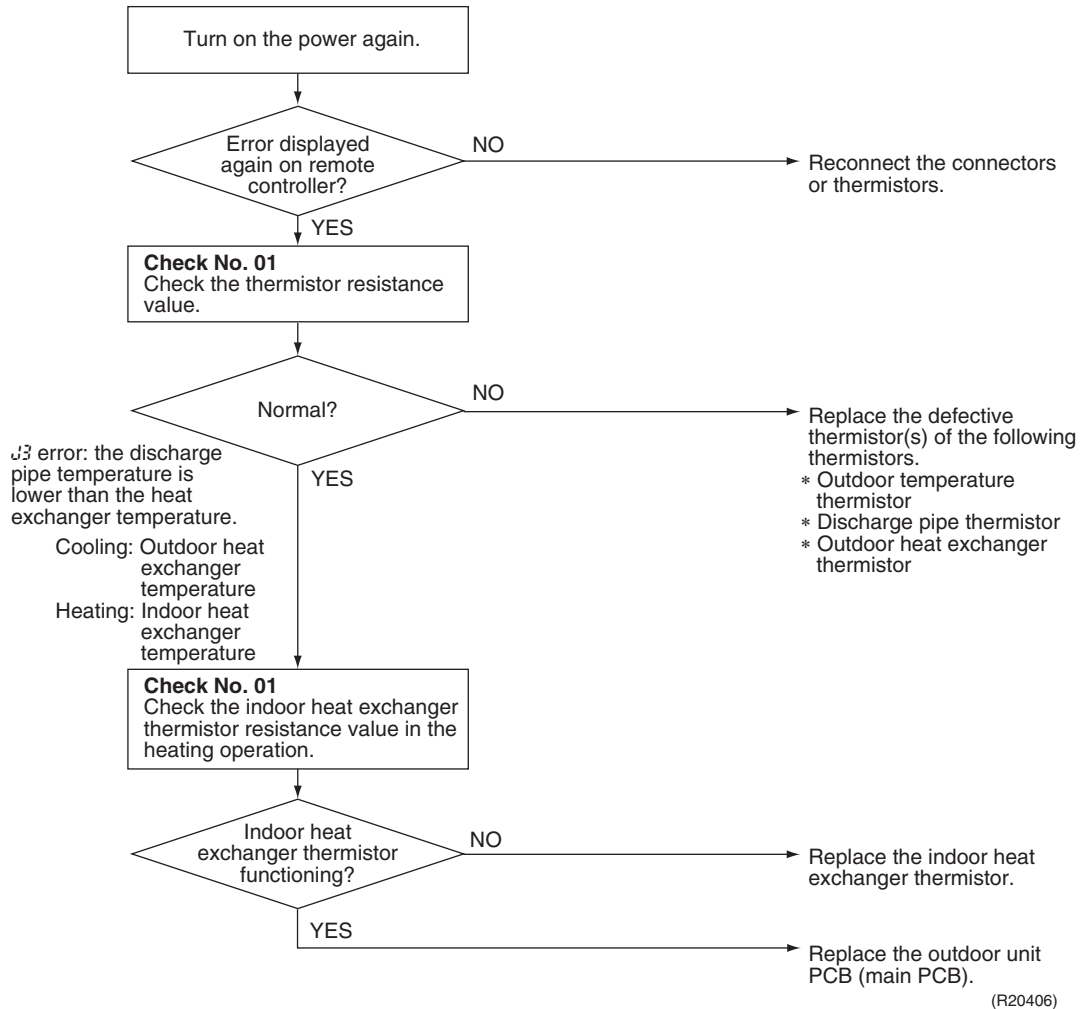 Turn on the power again.
Error displayed
again on remote
controller?
NO
Reconnect the connectors
or thermistors.
YES
Check No. 01
Check the thermistor resistance
value.
Normal?
NO
Replace the defective
thermistor(s) of the following
thermistors.
* Outdoor temperature
thermistor
* Discharge pipe thermistor
* Outdoor heat exchanger
thermistor
YES
J3 error: the discharge
pipe temperature is
lower than the heat
exchanger temperature.
Cooling: Outdoor heat
exchanger
temperature
Heating: Indoor heat
exchanger
temperature
Check No. 01
Check the indoor heat exchanger
thermistor resistance value in the
heating operation.
Indoor heat
exchanger thermistor
functioning?
NO
Replace the indoor heat
exchanger thermistor.
YES
Replace the outdoor unit
PCB (main PCB).
(R20406)